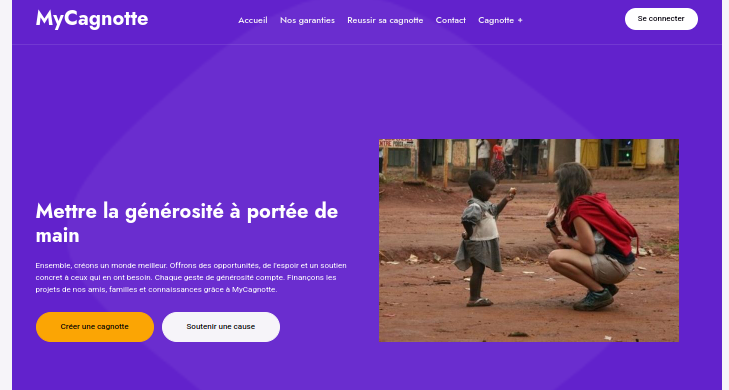 MyCagnotte
Accueil Nos garanties Reussir sa cagnotte Contact Cagnotte +
Se connecter
Mettre la générosité à portée de
main
Ensemble, créons un monde meilleur. Offrons des opportunités, de l'espoir et un soutien
concret à ceux qui en ont besoin. Chaque geste de générosité compte. Finançons les
projets de nos amis, familles et connaissances grâce à MyCagnotte.
Créer une cagnotte
Soutenir une cause